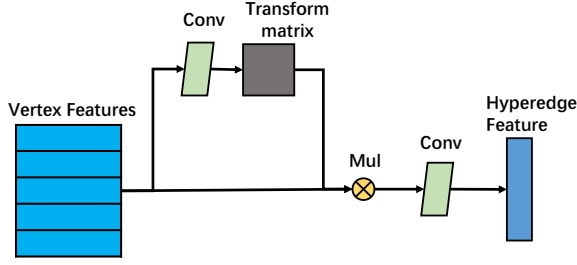 Conv
Transform
matrix
Vertex Features
Mul
Conv
Hyperedge
Feature